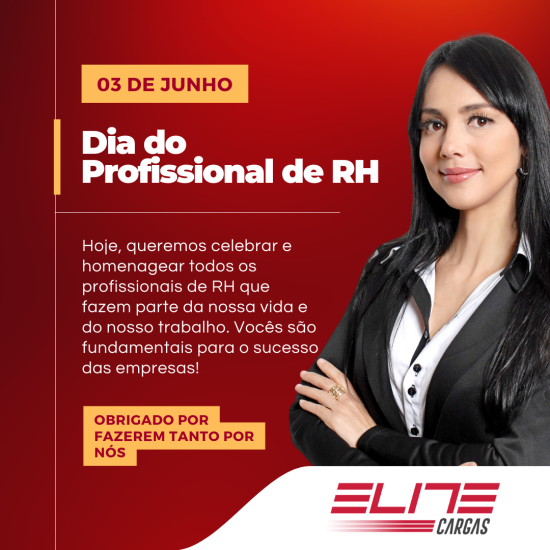 03 DE JUNHO
Dia do
Profissional de RH
Hoje, queremos celebrar e
homenagear todos os
profissionais de RH que
fazem parte da nossa vida e
do nosso trabalho. Vocês são
fundamentais para o sucesso
das empresas!
OBRIGADO POR
FAZEREM TANTO POR
NÓS
ELITE
CARGAS